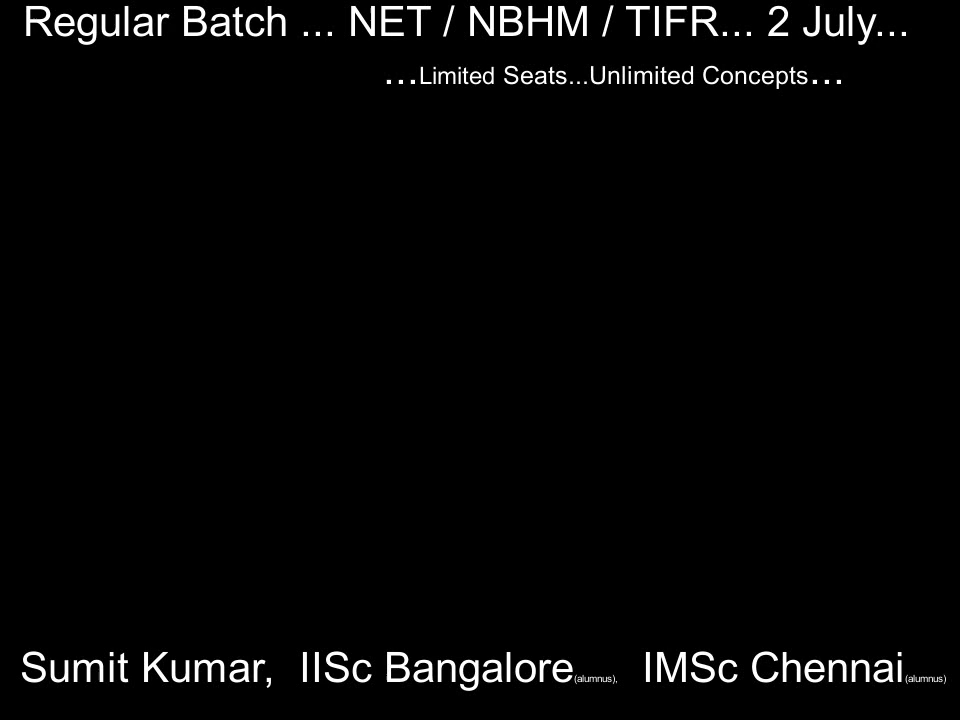 Regular Batch ... NET / NBHM / TIFR... 2 July...
...Limited Seats...Unlimited Concepts...
Sumit Kumar, IISc Bangalore(alumnus), IMSc Chennai(alumnus)